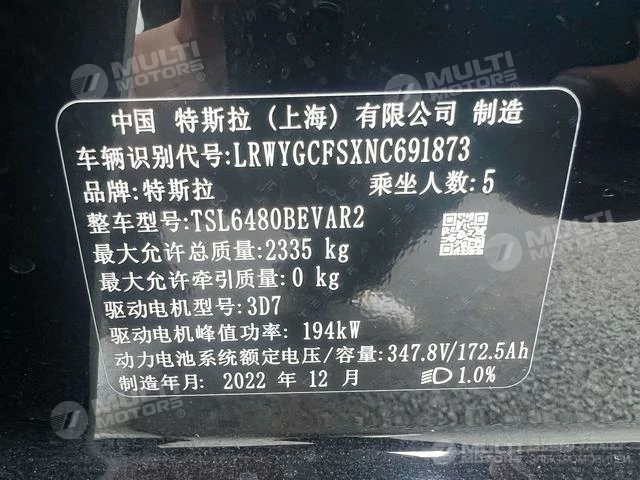 MULTI MOTORS
MULTI MOTORS
中国 特斯拉（上海）有限公司 制造
车辆识别代号:LRWYGCFSXNC691873
品牌:特斯拉 乘坐人数:5
整车型号:TSL6480BEVAR2
最大允许总质量:2335 kg
最大允许牵引质量:0 kg
驱动电机型号:3D7
驱动电机峰值功率: 194kW
动力电池系统额定电压/容量:347.8V/172.5Ah
制造年月: 2022 年 12 月 1.0%
MULTI MOTORS
MULTI MOTORS
MULTI MOTORS